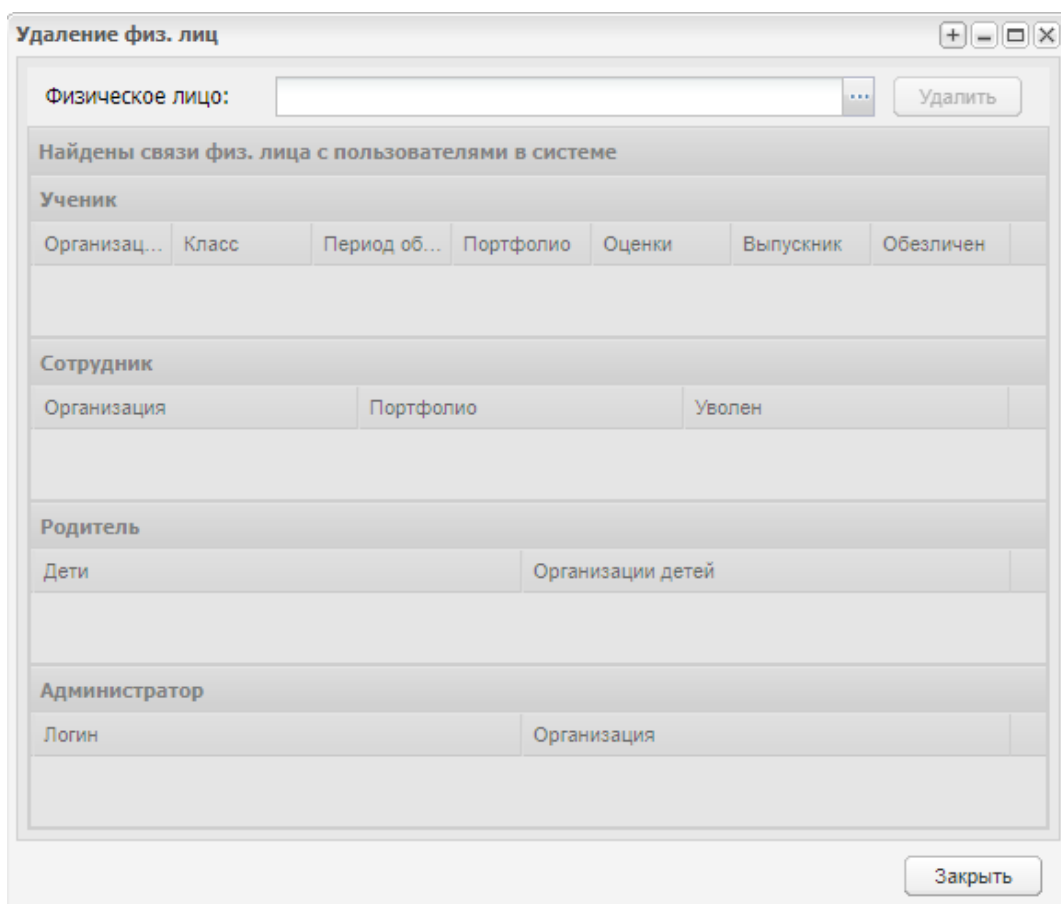 Удаление физ. лиц
Физическое лицо: ... Удалить
Найдены связи физ. лица с пользователями в системе
Ученик
Организац... Класс Период об... Портфолио Оценки Выпускник Обезличен
Сотрудник
Организация Портфолио Уволен
Родитель
Дети Организации детей
Администратор
Логин Организация
Закрыть